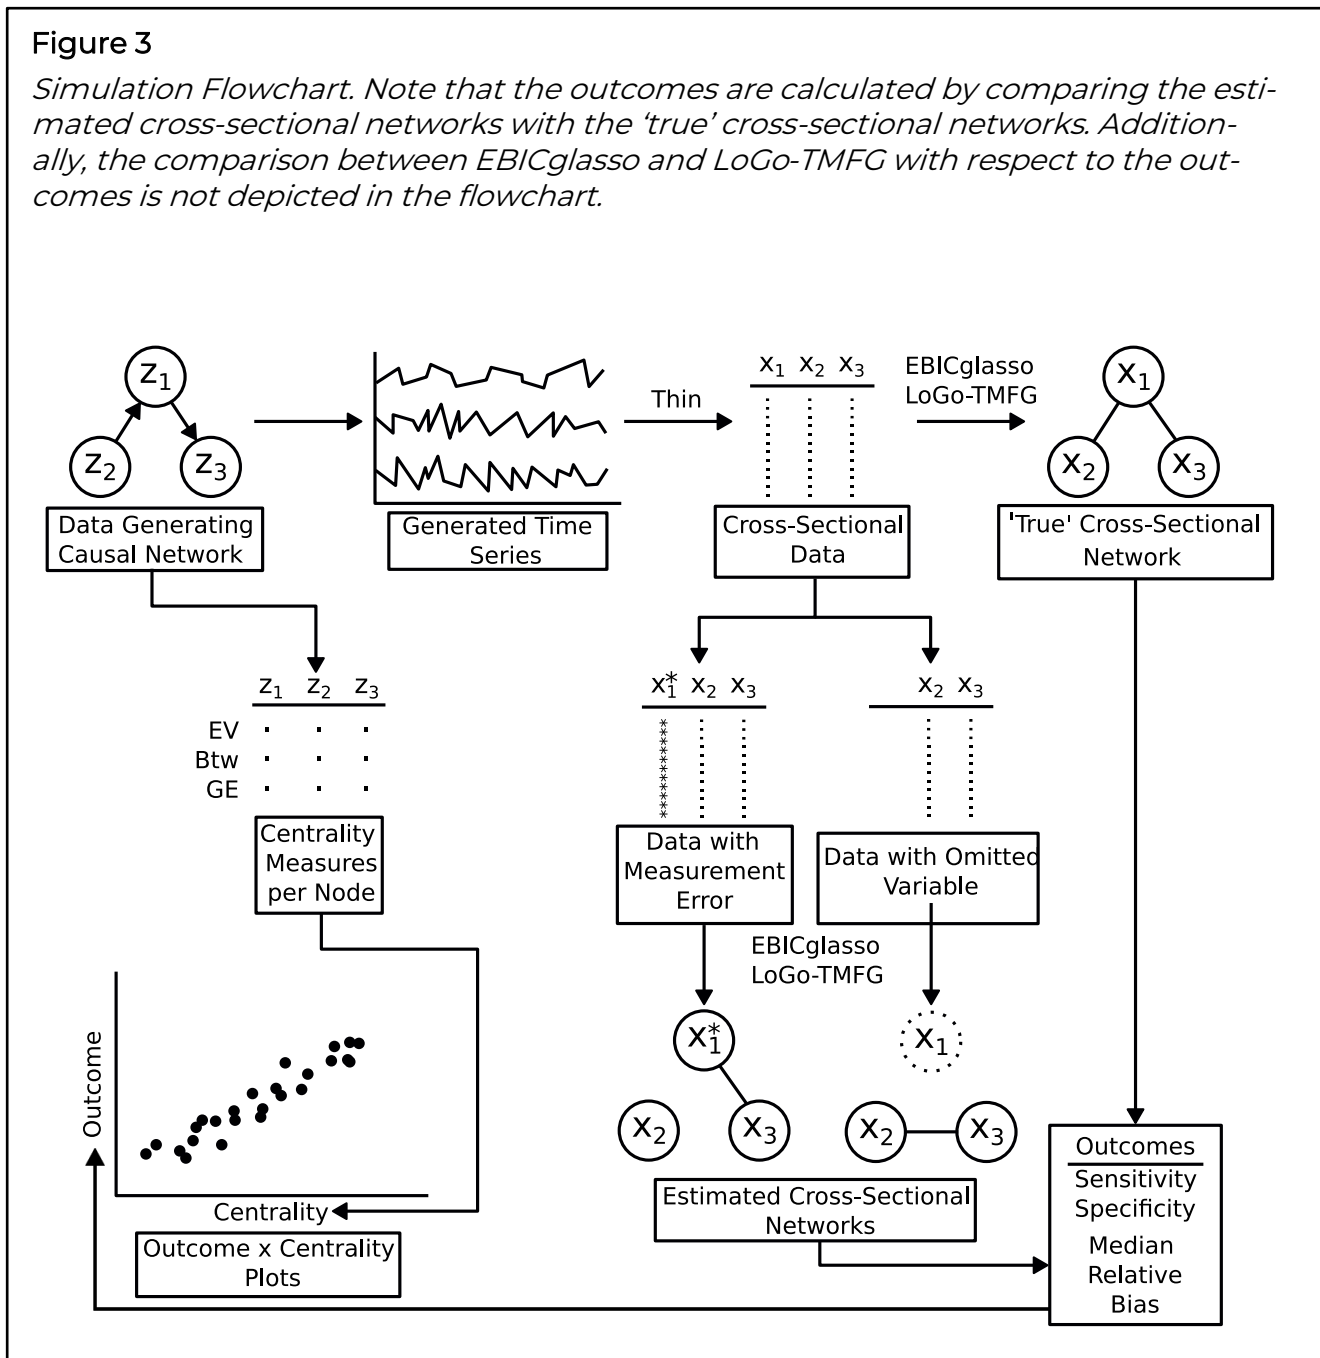 Figure 3
Simulation Flowchart. Note that the outcomes are calculated by comparing the esti-
mated cross-sectional networks with the ‘true’ cross-sectional networks. Addition-
ally, the comparison between EBICglasso and LoGo-TMFG with respect to the out-
comes is not depicted in the flowchart.
z1
z2
z3
Data Generating
Causal Network
Generated Time
Series
Thin
x1 x2 x3
Cross-Sectional
Data
EBICglasso
LoGo-TMFG
x1
x2
x3
'True' Cross-Sectional
Network
z1 z2 z3
EV
Btw
GE
Centrality
Measures
per Node
x1* x2 x3
Data with
Measurement
Error
x2 x3
Data with Omitted
Variable
EBICglasso
LoGo-TMFG
x1*
x2
x3
x1
x2
x3
Estimated Cross-Sectional
Networks
Outcomes
Sensitivity
Specificity
Median
Relative
Bias
Outcome
Centrality
Outcome x Centrality
Plots